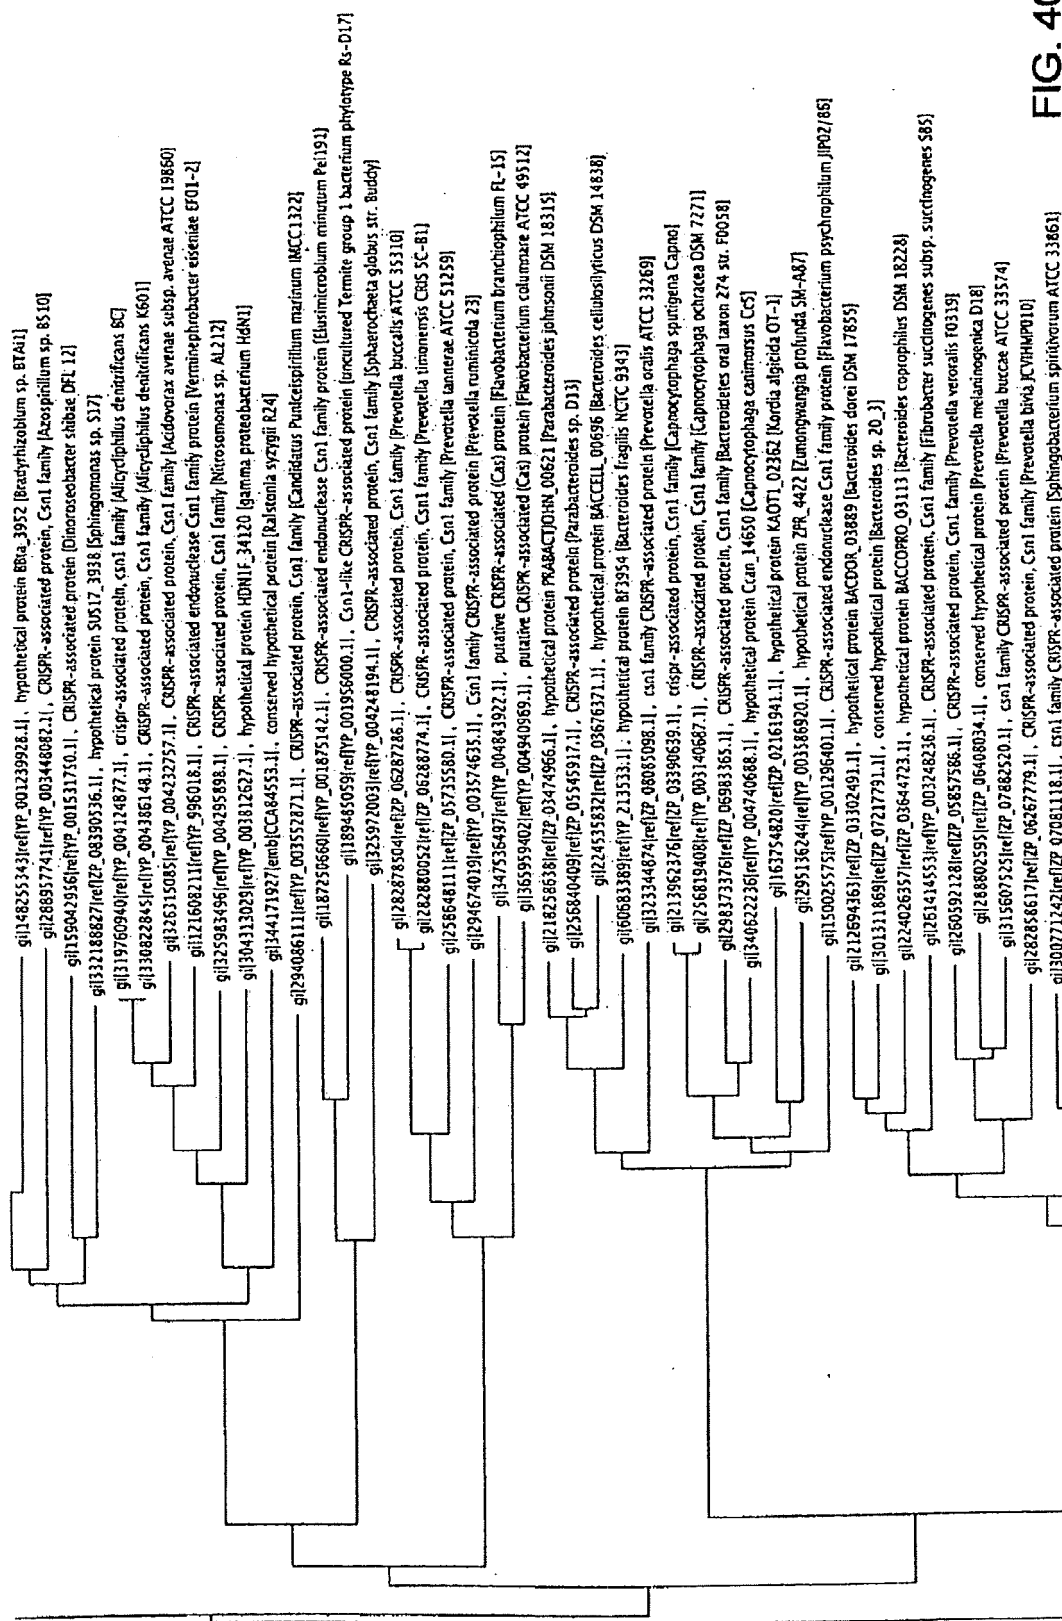 gi|148255343|ref|YP_001239928.1|, hypothetical protein BBta_3952 [Bradyrhizobium sp. BTAi1]
gi|288957741|ref|YP_003448082.1|, CRISPR-associated protein, Csn1 family [Azospirillum sp. B510]
gi|159042956|ref|YP_001531750.1|, CRISPR-associated protein [Dinoroseobacter shibae DFL 12]
gi|332188827|ref|ZP_08390536.1|, hypothetical protein SUS17_3938 [Sphingomonas sp. S17]
gi|319760940|ref|YP_004124877.1|, crispr-associated protein, csn1 family [Alicycliphilus denitrificans BC]
gi|330822845|ref|YP_004386148.1|, CRISPR-associated protein, Csn1 family [Alicycliphilus denitrificans K601]
gi|326315085|ref|YP_004232757.1|, CRISPR-associated protein, Csn1 family [Acidovorax avenae subsp. avenae ATCC 19860]
gi|121608211|ref|YP_996018.1|, CRISPR-associated endonuclease Csn1 family protein [Verminephrobacter eiseniae EF01-2]
gi|325983496|ref|YP_004295898.1|, CRISPR-associated protein, Csn1 family [Nitrosomonas sp. AL212]
gi|304313029|ref|YP_003812627.1|, hypothetical protein HDN1F_34120 [gamma proteobacterium HdN1]
gi|344171927|emb|CCA84553.1|, conserved hypothetical protein [Ralstonia syzygii R24]
gi|294086111|ref|YP_003552871.1|, CRISPR-associated protein, Csn1 family [Candidatus Puniceispirillum marinum IMCC1322]
gi|187250660|ref|YP_001875142.1|, CRISPR-associated endonuclease Csn1 family protein [Elusimicrobium minutum Pei191]
gi|189485059|ref|YP_001956000.1|, Csn1-like CRISPR-associated protein [uncultured Termite group 1 bacterium phylotype Rs-D17]
gi|325972003|ref|YP_004248194.1|, CRISPR-associated protein, Csn1 family [Sphaerochaeta globus str. Buddy]
gi|282878504|ref|ZP_06287286.1|, CRISPR-associated protein, Csn1 family [Prevotella buccalis ATCC 35310]
gi|282880052|ref|ZP_06288774.1|, CRISPR-associated protein, Csn1 family [Prevotella timonensis CRIS 5C-B1]
gi|258648111|ref|ZP_05735580.1|, CRISPR-associated protein, Csn1 family [Prevotella tannerae ATCC 51259]
gi|294674019|ref|YP_003574635.1|, Csn1 family CRISPR-associated protein [Prevotella ruminicola 23]
gi|347536497|ref|YP_004843922.1|, putative CRISPR-associated (Cas) protein [Flavobacterium branchiophilum FL-15]
gi|365959402|ref|YP_004940969.1|, putative CRISPR-associated (Cas) protein [Flavobacterium columnare ATCC 49512]
gi|218258638|ref|ZP_03474966.1|, hypothetical protein PRABACTJOHN_00621 [Parabacteroides johnsonii DSM 18315]
gi|256840409|ref|ZP_05545917.1|, CRISPR-associated protein [Parabacteroides sp. D13]
gi|224535832|ref|ZP_03676371.1|, hypothetical protein BACCELL_00696 [Bacteroides cellulosilyticus DSM 14838]
gi|60683389|ref|YP_213533.1|, hypothetical protein BF3954 [Bacteroides fragilis NCTC 9343]
gi|323344874|ref|ZP_08085098.1|, csn1 family CRISPR-associated protein [Prevotella oralis ATCC 33269]
gi|213962376|ref|ZP_03390639.1|, crispr-associated protein, Csn1 family [Capnocytophaga sputigena Capno]
gi|256819408|ref|YP_003140687.1|, CRISPR-associated protein, Csn1 family [Capnocytophaga ochracea DSM 7271]
gi|298373376|ref|ZP_06983365.1|, CRISPR-associated protein, Csn1 family [Bacteroidetes oral taxon 274 str. F0058]
gi|340622236|ref|YP_004740688.1|, hypothetical protein Ccan_14650 [Capnocytophaga canimorsus Cc5]
gi|163754820|ref|ZP_02161941.1|, hypothetical protein KAOT1_02362 [Kordia algicida OT-1]
gi|295136244|ref|YP_003586920.1|, hypothetical protein ZPR_4422 [Zunongwangia profunda SM-A87]
gi|150025575|ref|YP_001296401.1|, CRISPR-associated endonuclease Csn1 family protein [Flavobacterium psychrophilum JIP02/86]
gi|212694363|ref|ZP_03302491.1|, hypothetical protein BACDOR_03889 [Bacteroides dorei DSM 17855]
gi|301311869|ref|ZP_07217791.1|, conserved hypothetical protein [Bacteroides sp. 20_3]
gi|224026357|ref|ZP_03644723.1|, hypothetical protein BACCOPRO_03113 [Bacteroides coprophilus DSM 18228]
gi|261414553|ref|YP_003248236.1|, CRISPR-associated protein, Csn1 family [Fibrobacter succinogenes subsp. succinogenes S85]
gi|260592128|ref|ZP_05857586.1|, CRISPR-associated protein, Csn1 family [Prevotella veroralis F0319]
gi|288802595|ref|ZP_06408034.1|, conserved hypothetical protein [Prevotella melaninogenica D18]
gi|315607525|ref|ZP_07882520.1|, csn1 family CRISPR-associated protein [Prevotella buccae ATCC 33574]
gi|282858617|ref|ZP_06267779.1|, CRISPR-associated protein, Csn1 family [Prevotella bivia JCVIHMP010]
gi|300771242|ref|ZP_07081118.1|, csn1 family CRISPR-associated protein [Sphingobacterium spiritivorum ATCC 33861]